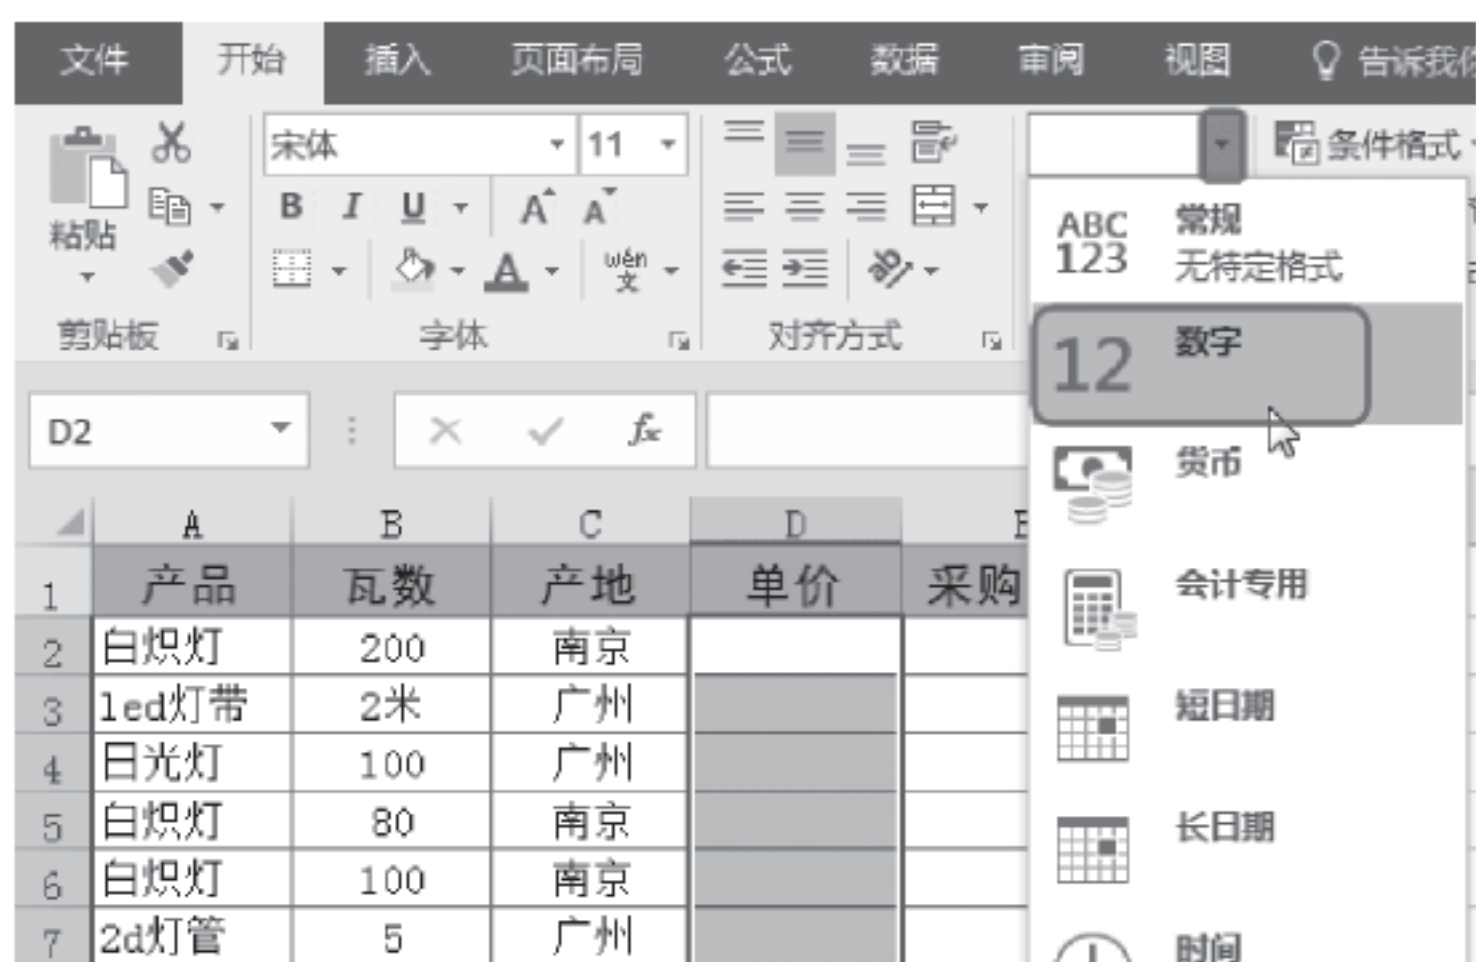 文件 开始 插入 页面布局 公式 数据 审阅 视图 告诉我
宋体 11 条件格式
粘贴 B I U A A
A wén 文
剪贴板 字体 对齐方式
ABC 123 常规
无特定格式
12 数字
D2 fx
货币
会计专用
短日期
长日期
时间
A B C D E
1 产品 瓦数 产地 单价 采购
2 白炽灯 200 南京
3 led灯带 2米 广州
4 日光灯 100 广州
5 白炽灯 80 南京
6 白炽灯 100 南京
7 2d灯管 5 广州